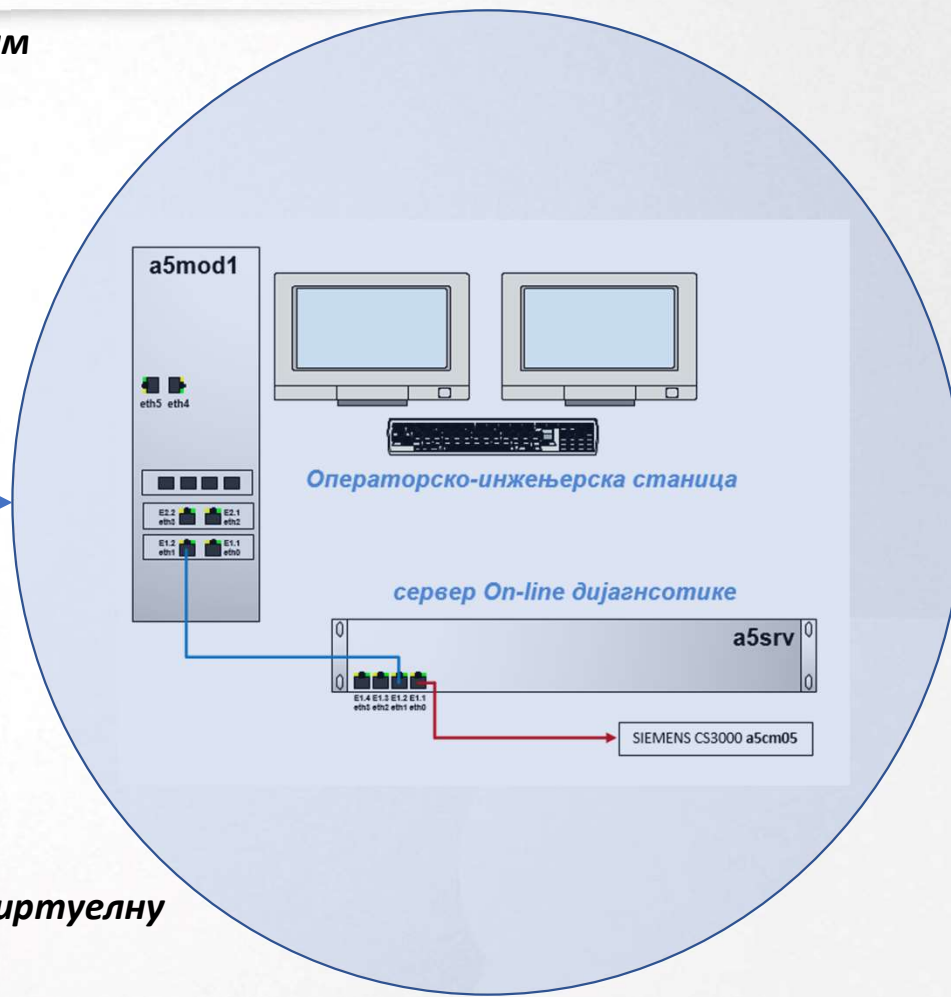 им
a5mod1
eth5 eth4
Операторско-инжењерска станица
E2.2 E2.1
eth3 eth2
E1.2 E1.1
eth1 eth0
сервер On-line дијагнсотике
a5srv
E1.4 E1.3 E1.2 E1.1
eth3 eth2 eth1 eth0
SIEMENS CS3000 a5cm05
иртуелну